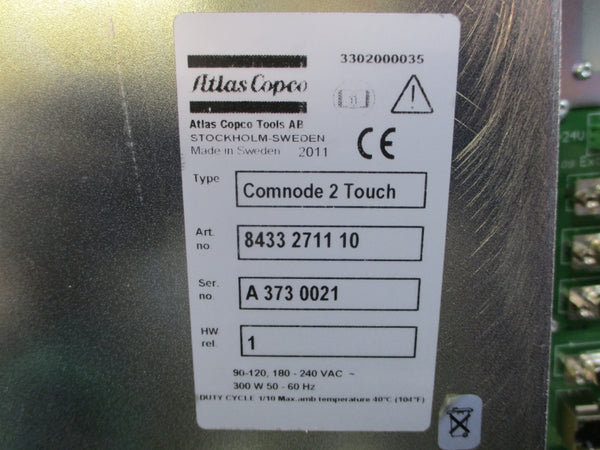 3302000035
Atlas Copco
Atlas Copco Tools AB
STOCKHOLM-SWEDEN
Made in Sweden 2011
CE
Type Comnode 2 Touch
Art. no 8433 2711 10
Ser. no A 373 0021
HW rel. 1
90-120, 180 - 240 VAC ~
300 W 50 - 60 Hz
DUTY CYCLE 1/10 Max.amb temperature 40°C (104°F)
24U
Ex